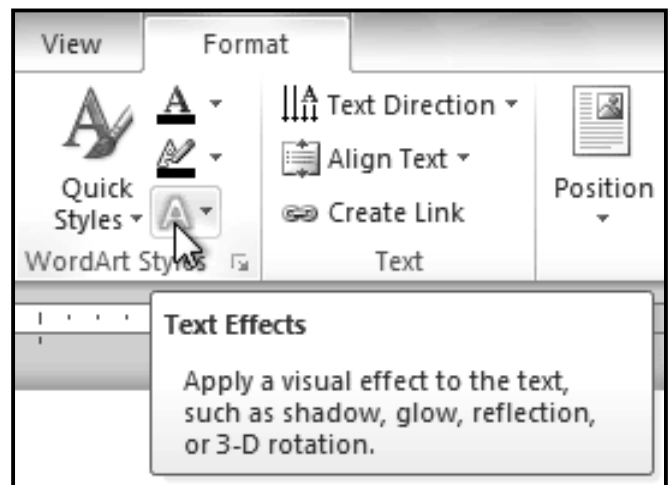 View Format
Text Direction
Align Text
Quick
Styles
Create Link
Position
WordArt Styles
Text
Text Effects
Apply a visual effect to the text,
such as shadow, glow, reflection,
or 3-D rotation.